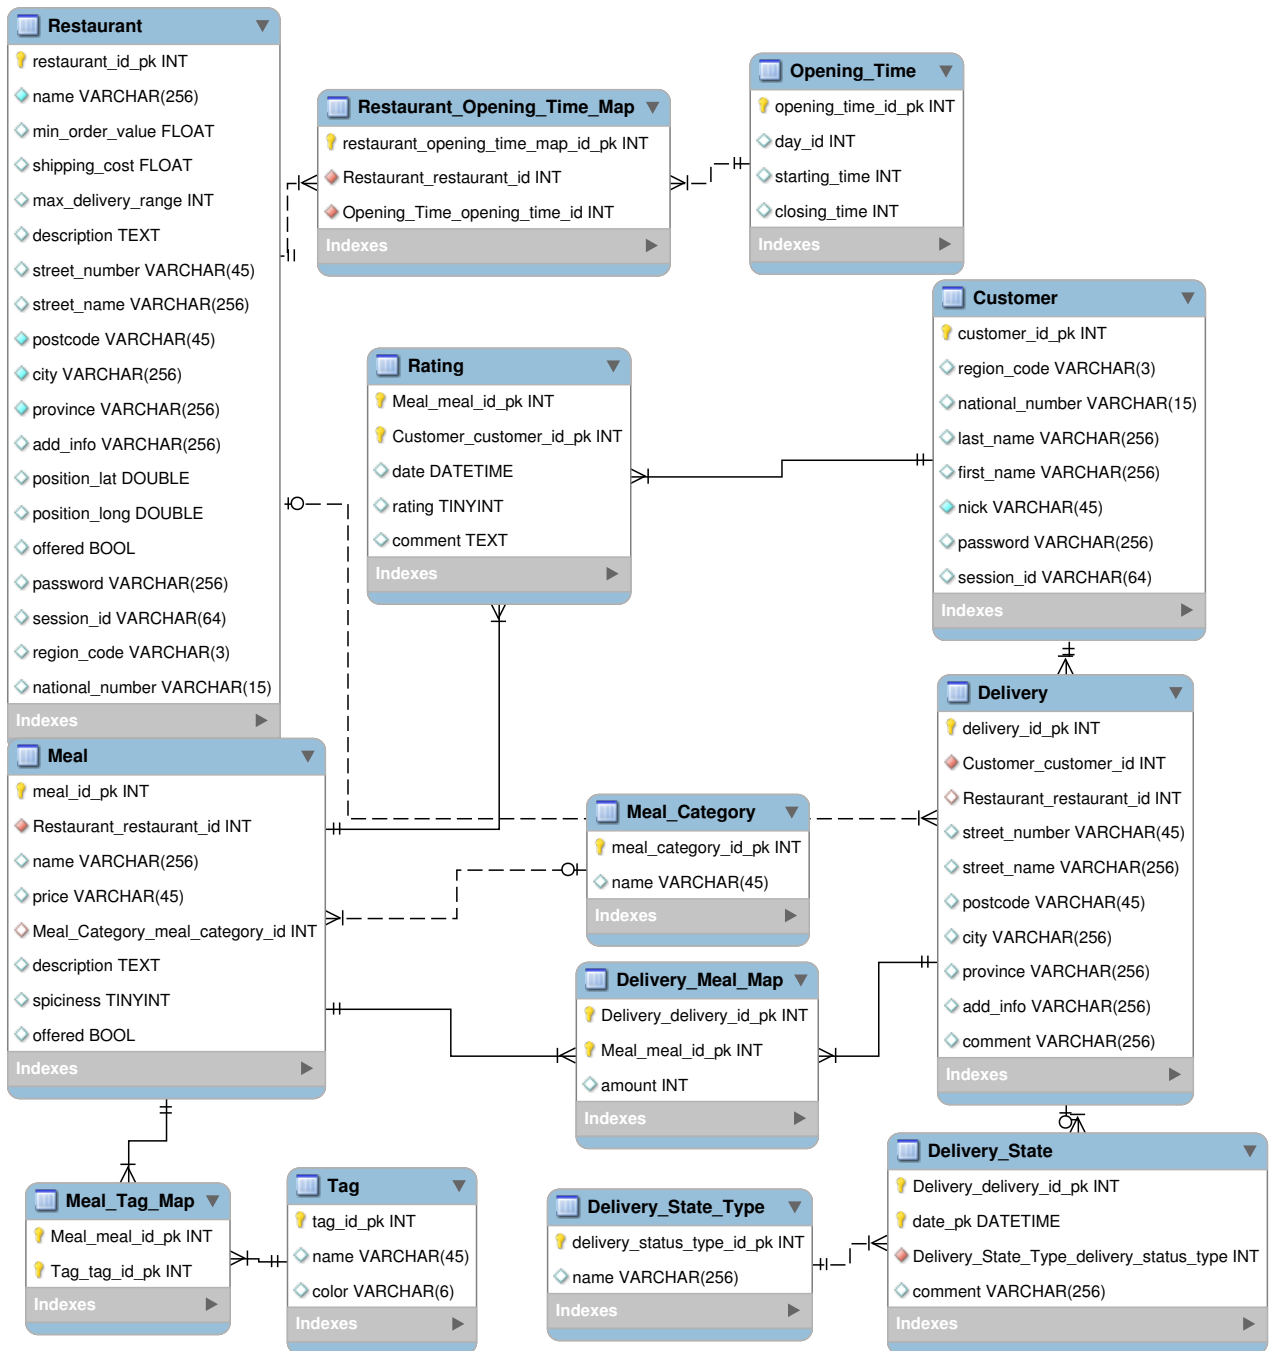 Restaurant
restaurant_id_pk INT
name VARCHAR(256)
min_order_value FLOAT
shipping_cost FLOAT
max_delivery_range INT
description TEXT
street_number VARCHAR(45)
street_name VARCHAR(256)
postcode VARCHAR(45)
city VARCHAR(256)
province VARCHAR(256)
add_info VARCHAR(256)
position_lat DOUBLE
position_long DOUBLE
offered BOOL
password VARCHAR(256)
session_id VARCHAR(64)
region_code VARCHAR(3)
national_number VARCHAR(15)
Indexes
Restaurant_Opening_Time_Map
restaurant_opening_time_map_id_pk INT
Restaurant_restaurant_id INT
Opening_Time_opening_time_id INT
Indexes
Opening_Time
opening_time_id_pk INT
day_id INT
starting_time INT
closing_time INT
Indexes
Customer
customer_id_pk INT
region_code VARCHAR(3)
national_number VARCHAR(15)
last_name VARCHAR(256)
first_name VARCHAR(256)
nick VARCHAR(45)
password VARCHAR(256)
session_id VARCHAR(64)
Indexes
Rating
Meal_meal_id_pk INT
Customer_customer_id_pk INT
date DATETIME
rating TINYINT
comment TEXT
Indexes
Meal
meal_id_pk INT
Restaurant_restaurant_id INT
name VARCHAR(256)
price VARCHAR(45)
Meal_Category_meal_category_id INT
description TEXT
spiciness TINYINT
offered BOOL
Indexes
Meal_Category
meal_category_id_pk INT
name VARCHAR(45)
Indexes
Delivery
delivery_id_pk INT
Customer_customer_id INT
Restaurant_restaurant_id INT
street_number VARCHAR(45)
street_name VARCHAR(256)
postcode VARCHAR(45)
city VARCHAR(256)
province VARCHAR(256)
add_info VARCHAR(256)
comment VARCHAR(256)
Indexes
Delivery_Meal_Map
Delivery_delivery_id_pk INT
Meal_meal_id_pk INT
amount INT
Indexes
Meal_Tag_Map
Meal_meal_id_pk INT
Tag_tag_id_pk INT
Indexes
Tag
tag_id_pk INT
name VARCHAR(45)
color VARCHAR(6)
Indexes
Delivery_State_Type
delivery_status_type_id_pk INT
name VARCHAR(256)
Indexes
Delivery_State
Delivery_delivery_id_pk INT
date_pk DATETIME
Delivery_State_Type_delivery_status_type INT
comment VARCHAR(256)
Indexes